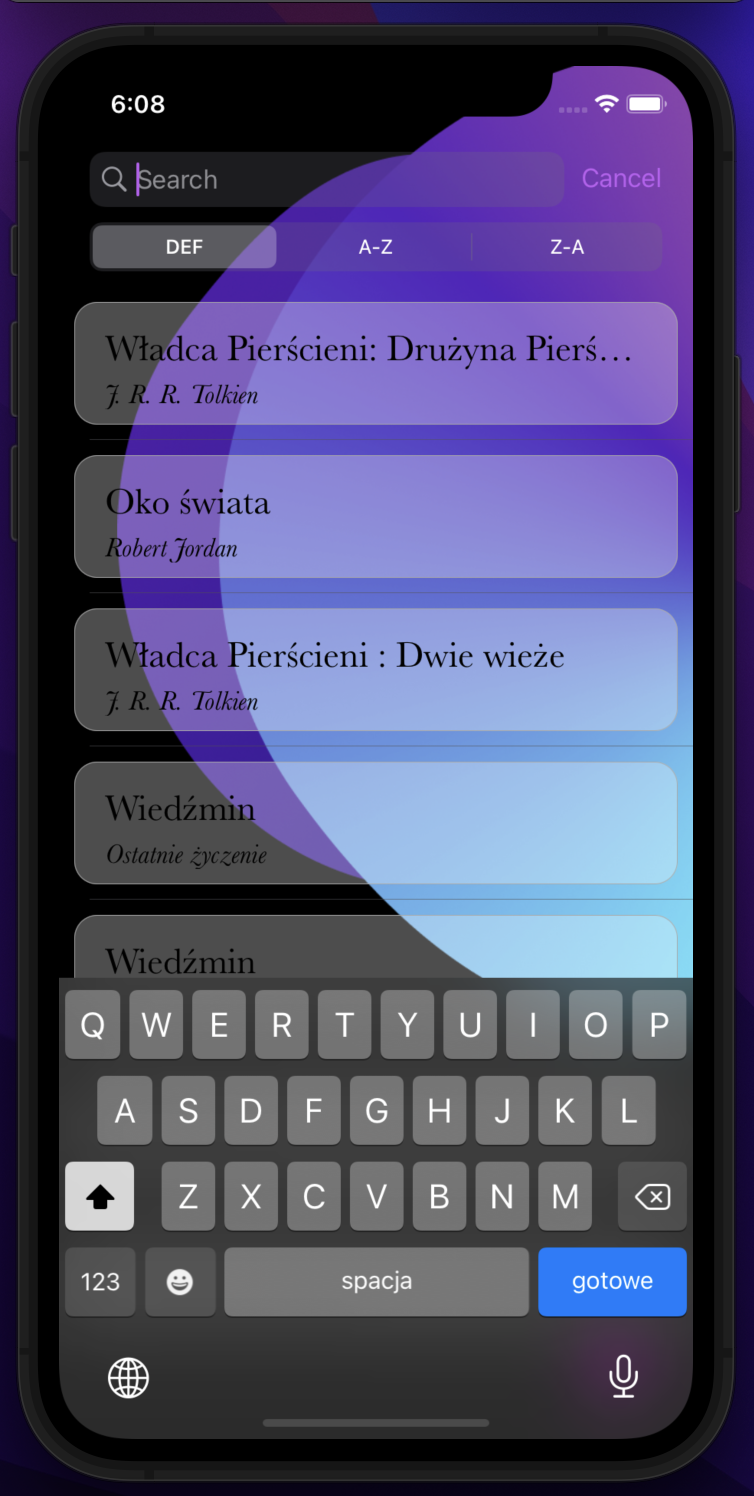 6:08
Search
Cancel
DEF
A-Z
Z-A
Władca Pierścieni: Drużyna Pierś...
J. R. R. Tolkien
Oko świata
Robert Jordan
Władca Pierścieni : Dwie wieże
J. R. R. Tolkien
Wiedźmin
Ostatnie życzenie
Wiedźmin
Q W E R T Y U I O P
A S D F G H J K L
Z X C V B N M
123
spacja
gotowe